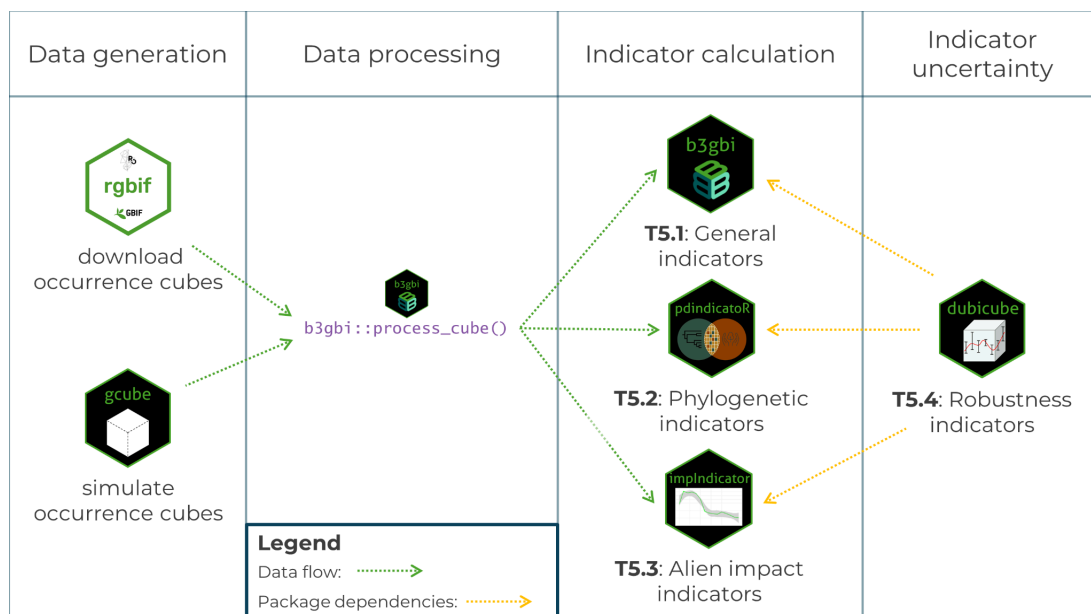 Data generation
Data processing
Indicator calculation
Indicator
uncertainty
rgbif
GBIF
download
occurrence cubes
gcube
simulate
occurrence cubes
b3gbi
b3gbi::process_cube()
b3gbi
T5.1: General
indicators
pdindicatoR
T5.2: Phylogenetic
indicators
impIndicator
T5.3: Alien impact
indicators
dubicube
T5.4: Robustness
indicators
Legend
Data flow:
Package dependencies: